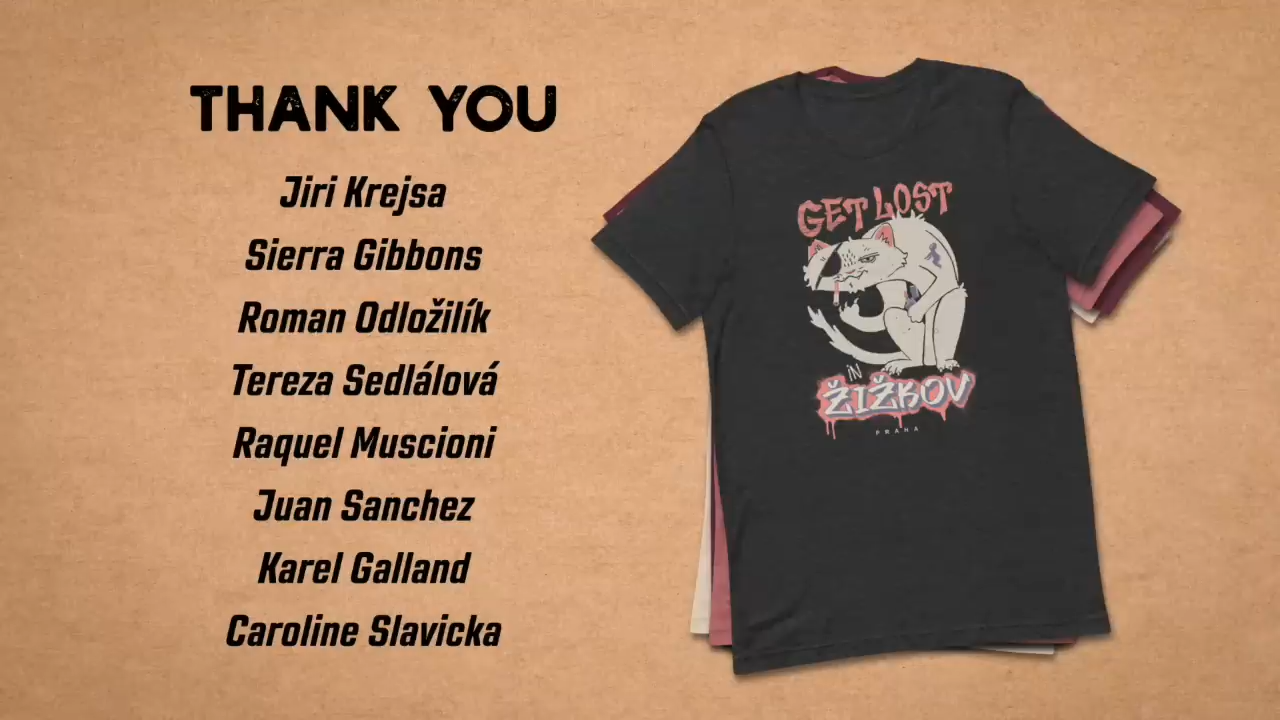 THANK YOU
Jiri Krejsa
Sierra Gibbons
Roman Odložilík
Tereza Sedlálová
Raquel Muscioni
Juan Sanchez
Karel Galland
Caroline Slavicka
GET LOST
iN
ŽIŽKOV
PRAHA